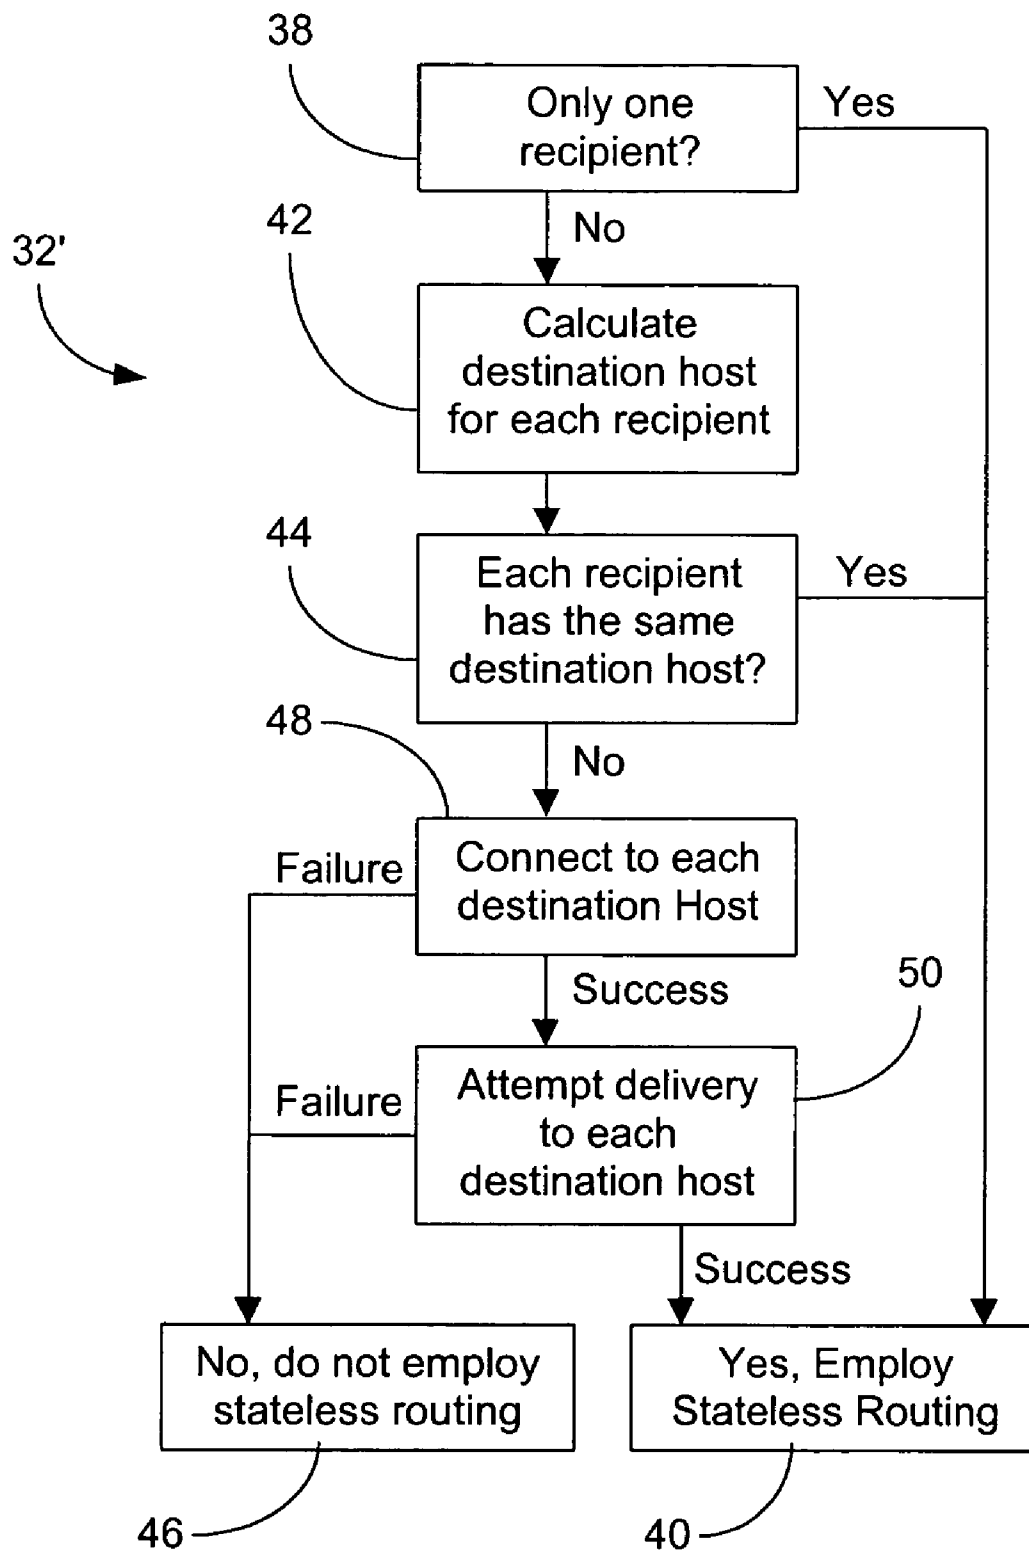 38
Only one
recipient?
Yes
No
42
32'
Calculate
destination host
for each recipient
44
Each recipient
has the same
destination host?
Yes
48
No
Connect to each
destination Host
Failure
Success
50
Attempt delivery
to each
destination host
Failure
Success
No, do not employ
stateless routing
Yes, Employ
Stateless Routing
46
40